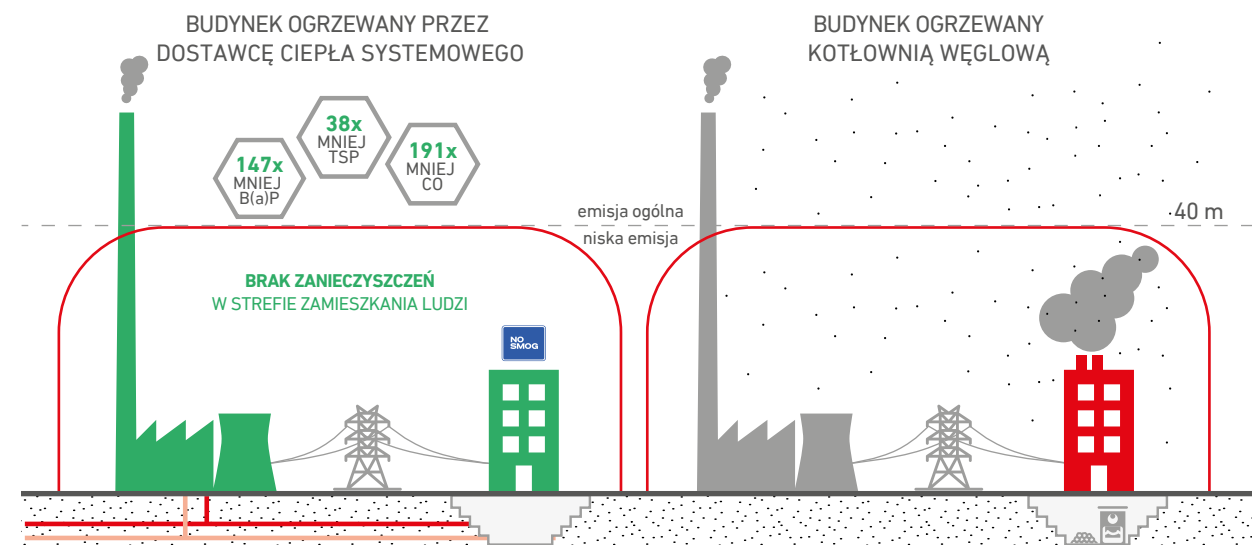 BUDYNEK OGRZEWANY PRZEZ
DOSTAWCĘ CIEPŁA SYSTEMOWEGO
147x
MNIEJ
B(a)P
38x
MNIEJ
TSP
191x
MNIEJ
CO
BRAK ZANIECZYSZCZEŃ
W STREFIE ZAMIESZKANIA LUDZI
NO
SMOG
emisja ogólna
niska emisja
BUDYNEK OGRZEWANY
KOTŁOWNIĄ WĘGLOWĄ
40 m